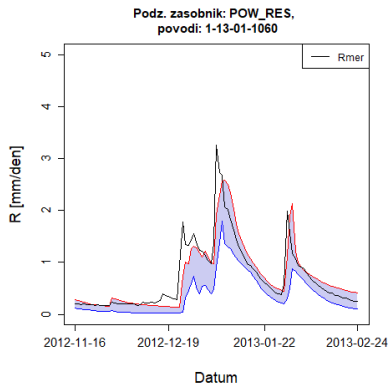 Podz. zasobnik: POW_RES,
povodi: 1-13-01-1060
Rmer
R [mm/den]
5
4
3
2
1
0
2012-11-16 2012-12-19 2013-01-22 2013-02-24
Datum